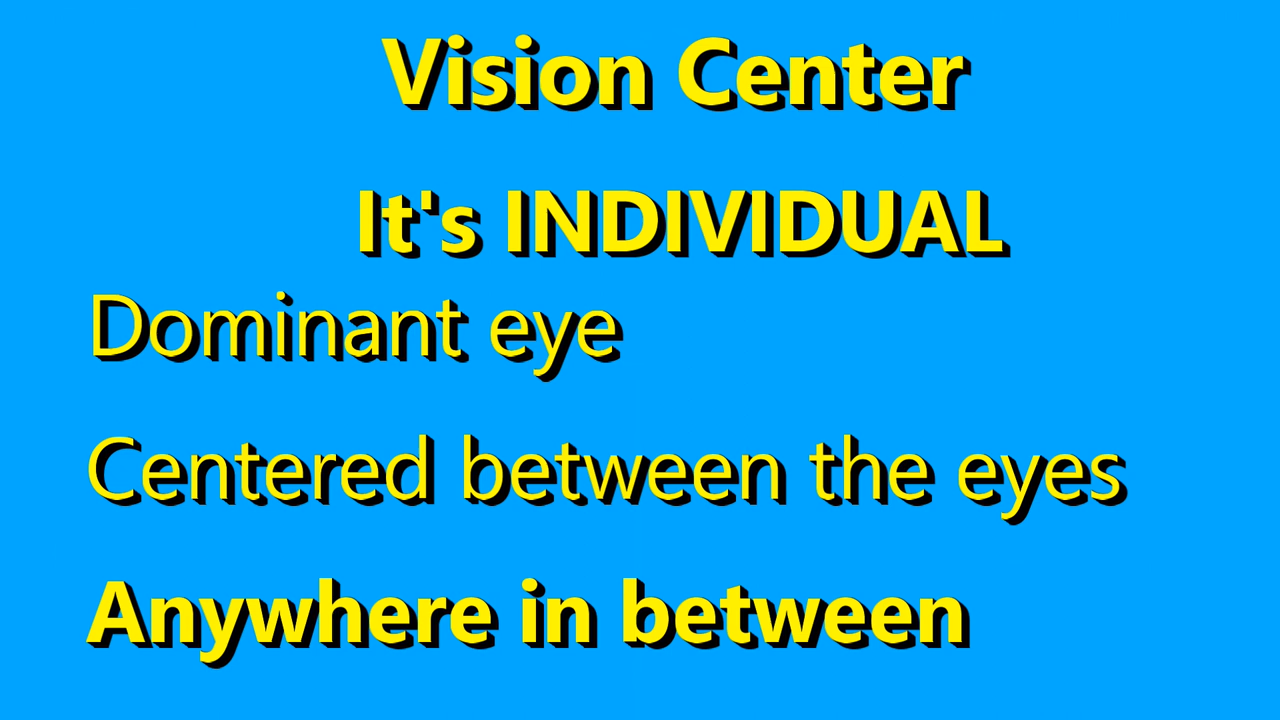 Vision Center
It's INDIVIDUAL
Dominant eye
Centered between the eyes
Anywhere in between